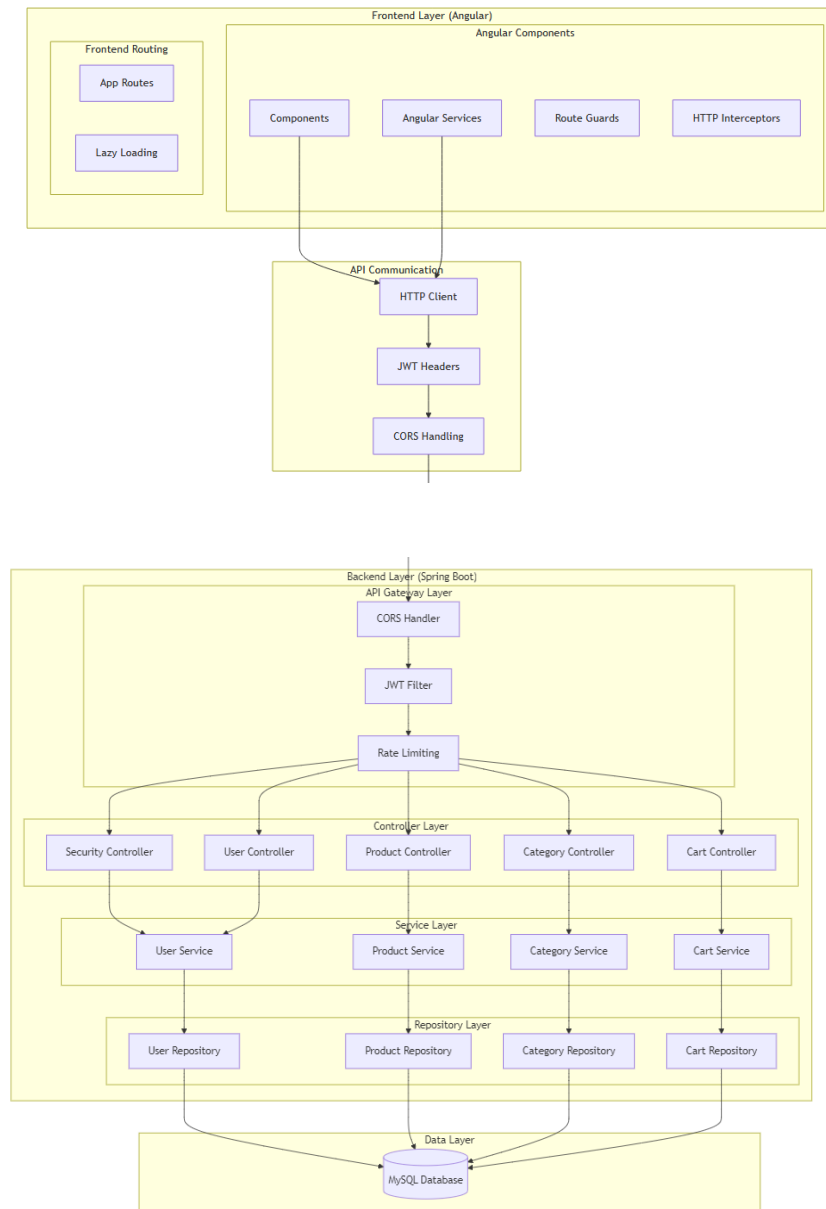 Frontend Layer (Angular)
Frontend Routing
App Routes
Lazy Loading
Angular Components
Components
Angular Services
Route Guards
HTTP Interceptors
API Communication
HTTP Client
JWT Headers
CORS Handling
Backend Layer (Spring Boot)
API Gateway Layer
CORS Handler
JWT Filter
Rate Limiting
Controller Layer
Security Controller
User Controller
Product Controller
Category Controller
Cart Controller
Service Layer
User Service
Product Service
Category Service
Cart Service
Repository Layer
User Repository
Product Repository
Category Repository
Cart Repository
Data Layer
MySQL Database